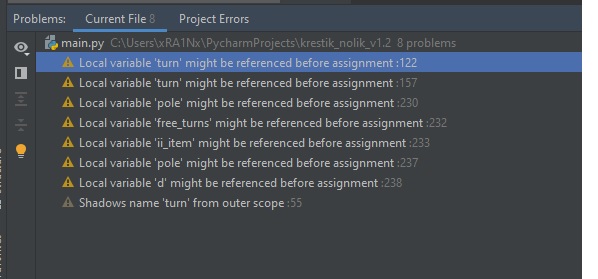 Problems: Current File 8 Project Errors
main.py C:\Users\xRA1Nx\PycharmProjects\krestik_nolik_v1.2 8 problems
Local variable 'turn' might be referenced before assignment :122
Local variable 'turn' might be referenced before assignment :157
Local variable 'pole' might be referenced before assignment :230
Local variable 'free_turns' might be referenced before assignment :232
Local variable 'ii_item' might be referenced before assignment :233
Local variable 'pole' might be referenced before assignment :237
Local variable 'd' might be referenced before assignment :238
Shadows name 'turn' from outer scope :55